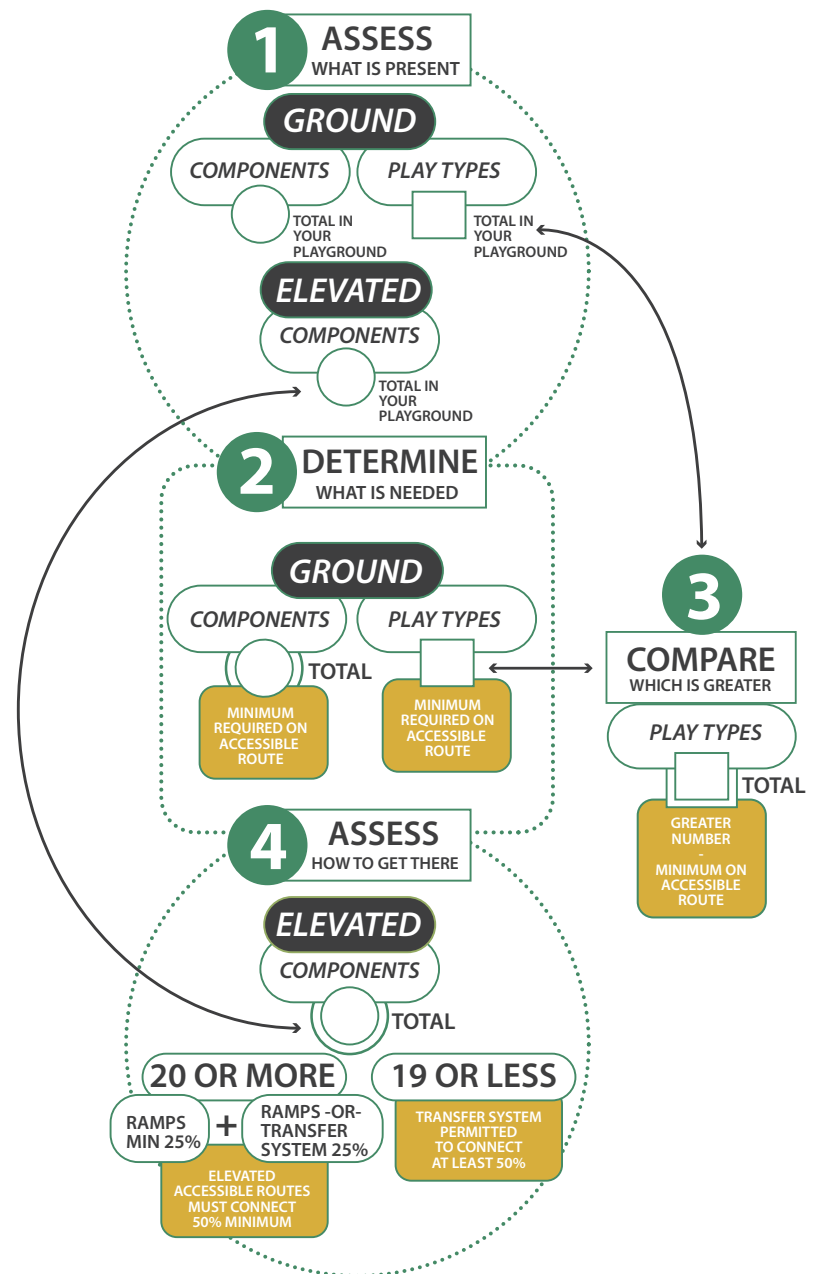 1
ASSESS
WHAT IS PRESENT
GROUND
COMPONENTS
PLAY TYPES
TOTAL IN
YOUR
PLAYGROUND
TOTAL IN
YOUR
PLAYGROUND
ELEVATED
COMPONENTS
TOTAL IN
YOUR
PLAYGROUND
2
DETERMINE
WHAT IS NEEDED
GROUND
COMPONENTS
PLAY TYPES
TOTAL
MINIMUM
REQUIRED ON
ACCESSIBLE
ROUTE
MINIMUM
REQUIRED ON
ACCESSIBLE
ROUTE
3
COMPARE
WHICH IS GREATER
PLAY TYPES
TOTAL
GREATER
NUMBER
-
MINIMUM ON
ACCESSIBLE
ROUTE
4
ASSESS
HOW TO GET THERE
ELEVATED
COMPONENTS
TOTAL
20 OR MORE
RAMPS
MIN 25%
+
RAMPS -OR-
TRANSFER
SYSTEM 25%
ELEVATED
ACCESSIBLE ROUTES
MUST CONNECT
50% MINIMUM
19 OR LESS
TRANSFER SYSTEM
PERMITTED
TO CONNECT
AT LEAST 50%